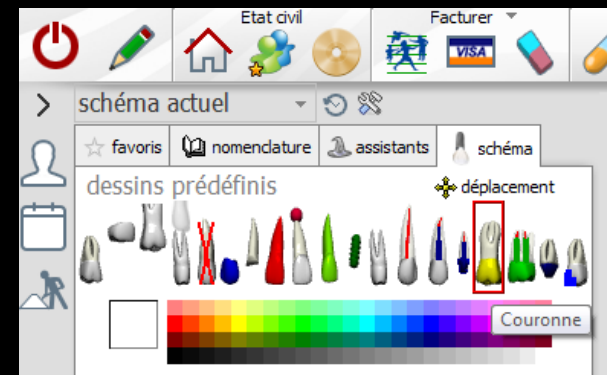 Etat civil
Facturer
VISA
schéma actuel
favoris
nomenclature
assistants
schéma
dessins prédéfinis
déplacement
Couronne